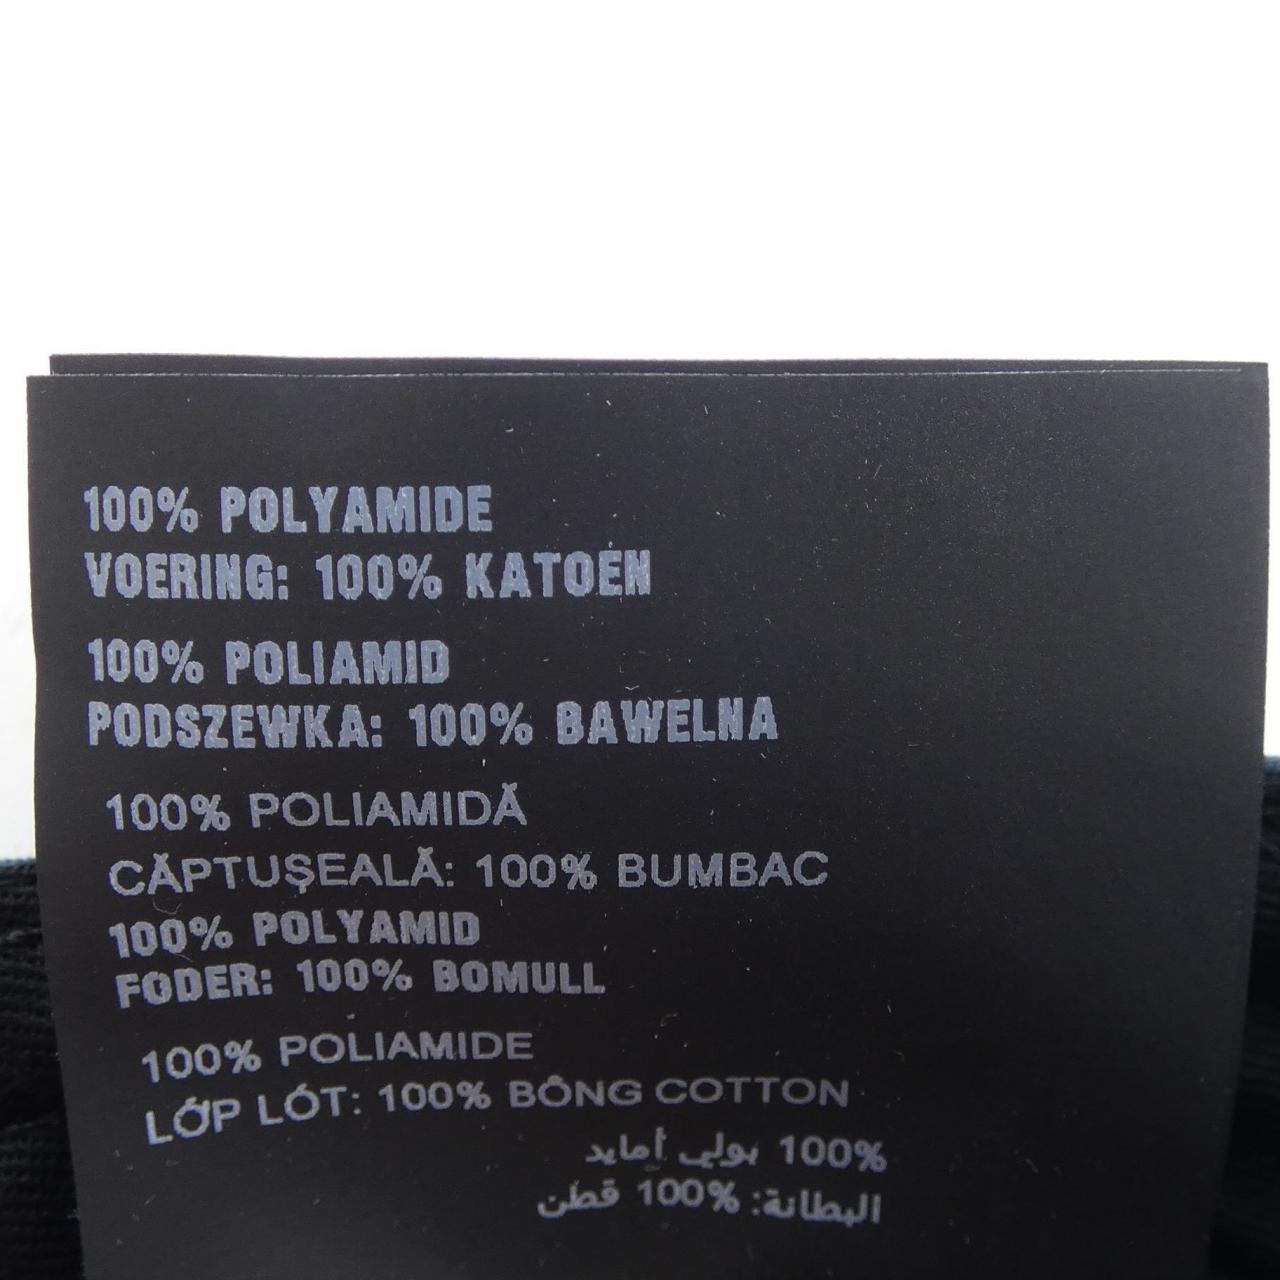 100% POLYAMIDE
VOERING: 100% KATOEN
100% POLIAMID
PODSZEWKA: 100% BAWELNA
100% POLIAMIDĂ
CĂPTUŞEALĂ: 100% BUMBAC
100% POLYAMID
FODER: 100% BOMULL
100% POLIAMIDE
LỚP LÓT: 100% BÔNG COTTON
100% بولي أمايد
البطانة: 100% قطن